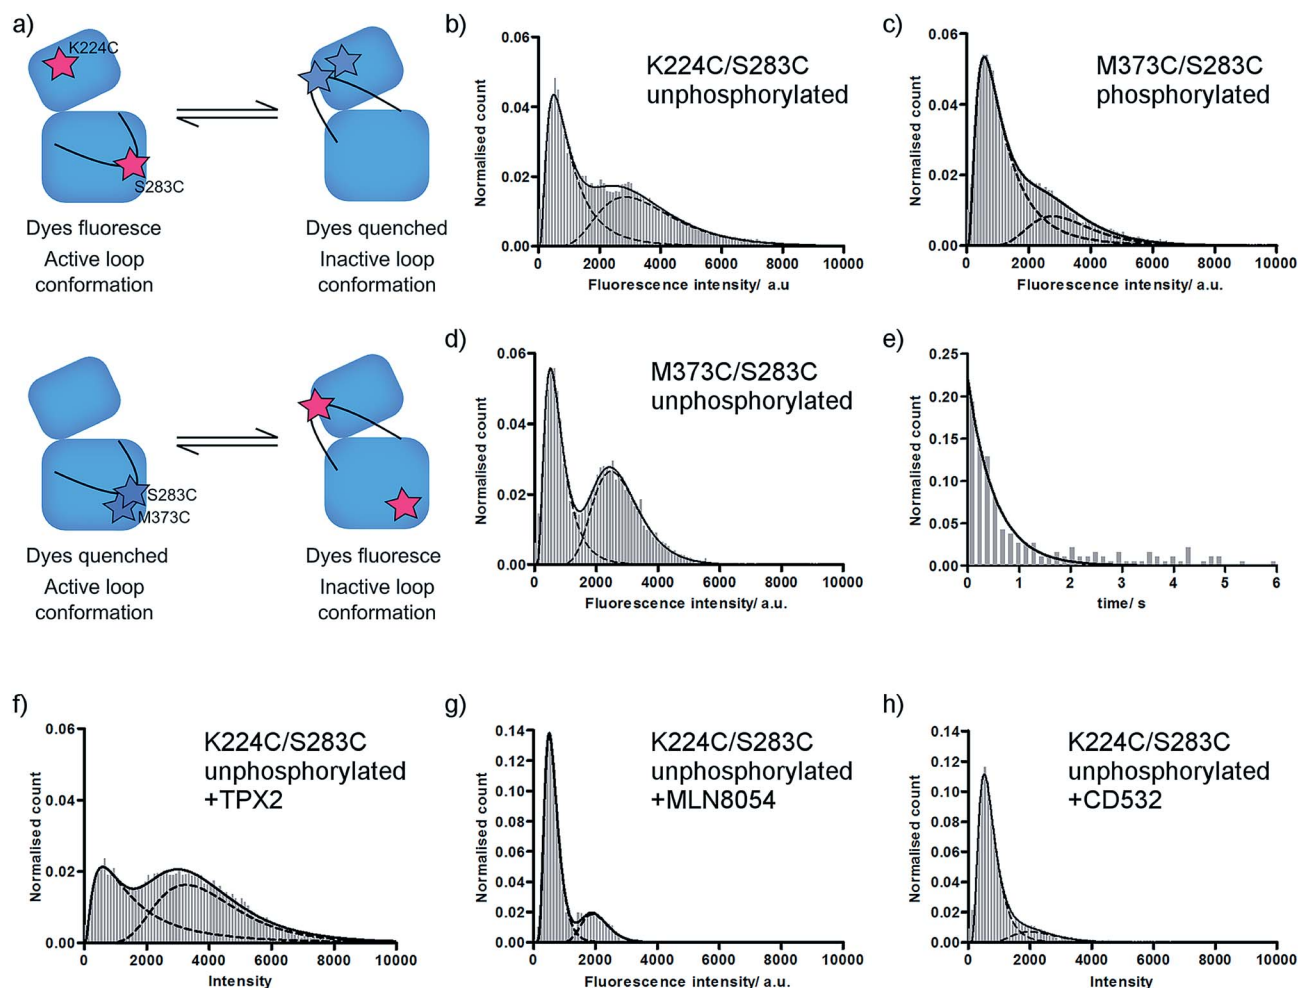 a)
K224C
S283C
Dyes fluoresce
Active loop
conformation
Dyes quenched
Inactive loop
conformation
S283C
M373C
Dyes quenched
Active loop
conformation
Dyes fluoresce
Inactive loop
conformation
b)
K224C/S283C
unphosphorylated
Normalised count
0.06
0.04
0.02
0.00
0
2000
4000
6000
8000
10000
Fluorescence intensity/ a.u
c)
M373C/S283C
phosphorylated
Normalised count
0.06
0.04
0.02
0.00
0
2000
4000
6000
8000
10000
Fluorescence intensity/ a.u.
d)
M373C/S283C
unphosphorylated
Normalised count
0.06
0.04
0.02
0.00
0
2000
4000
6000
8000
10000
Fluorescence intensity/ a.u.
e)
Normalised count
0.25
0.20
0.15
0.10
0.05
0.00
0
1
2
3
4
5
6
time/ s
f)
K224C/S283C
unphosphorylated
+TPX2
Normalised count
0.06
0.04
0.02
0.00
0
2000
4000
6000
8000
10000
Intensity
g)
K224C/S283C
unphosphorylated
+MLN8054
Normalised count
0.14
0.12
0.10
0.08
0.06
0.04
0.02
0.00
0
2000
4000
6000
8000
10000
Fluorescence intensity/ a.u.
h)
K224C/S283C
unphosphorylated
+CD532
Normalised count
0.14
0.12
0.10
0.08
0.06
0.04
0.02
0.00
0
2000
4000
6000
8000
10000
Intensity